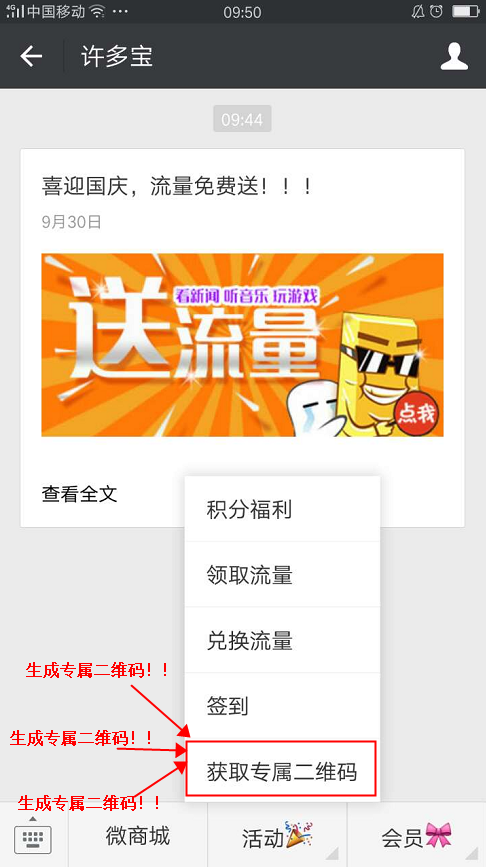 4G 中国移动 09:50
许多宝
09:44
喜迎国庆，流量免费送！！！
9月30日
看新闻 听音乐 玩游戏
送流量
点我
查看全文
积分福利
领取流量
兑换流量
签到
获取专属二维码
生成专属二维码！！
生成专属二维码！！
生成专属二维码！！
微商城
活动
会员